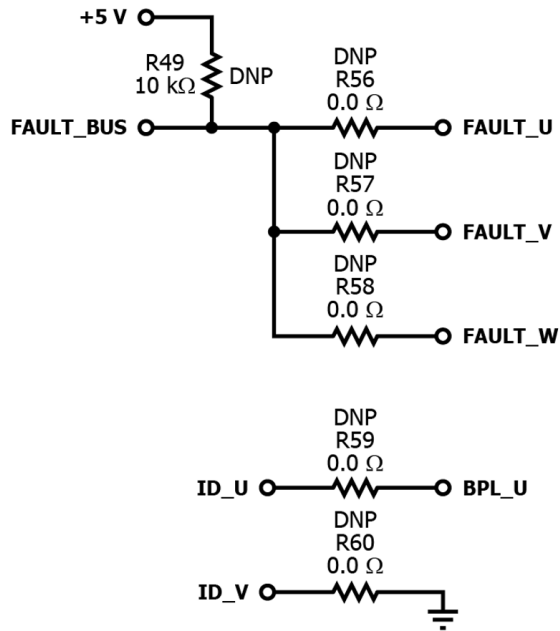 +5 V
R49
10 kΩ
DNP
FAULT_BUS
DNP
R56
0.0 Ω
FAULT_U
DNP
R57
0.0 Ω
FAULT_V
DNP
R58
0.0 Ω
FAULT_W
DNP
R59
0.0 Ω
ID_U
BPL_U
DNP
R60
0.0 Ω
ID_V